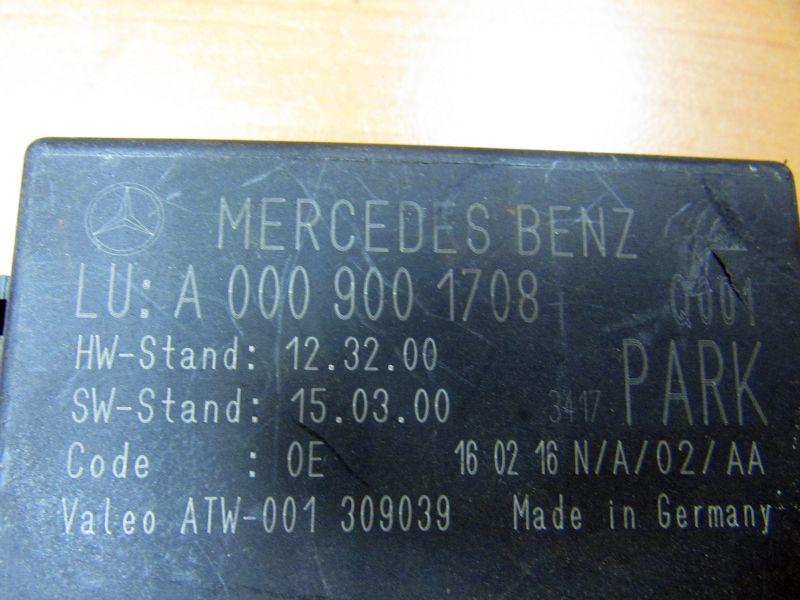 MERCEDES BENZ
LU: A 000 900 1708 Q001
HW-Stand: 12.32.00
SW-Stand: 15.03.00 3417 PARK
Code : 0E 16 02 16 N/A/02/AA
Valeo ATW-001 309039 Made in Germany